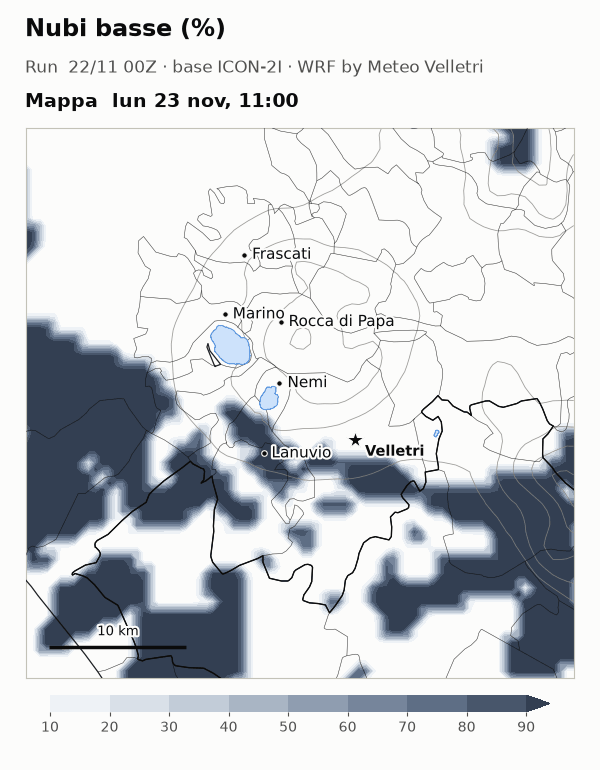 Nubi basse (%)
Run  22/11 00Z · base ICON-2I · WRF by Meteo Velletri
Mappa  lun 23 nov, 11:00
Frascati
Marino
Rocca di Papa
Nemi
Velletri
Lanuvio
10 km
10 20 30 40 50 60 70 80 90